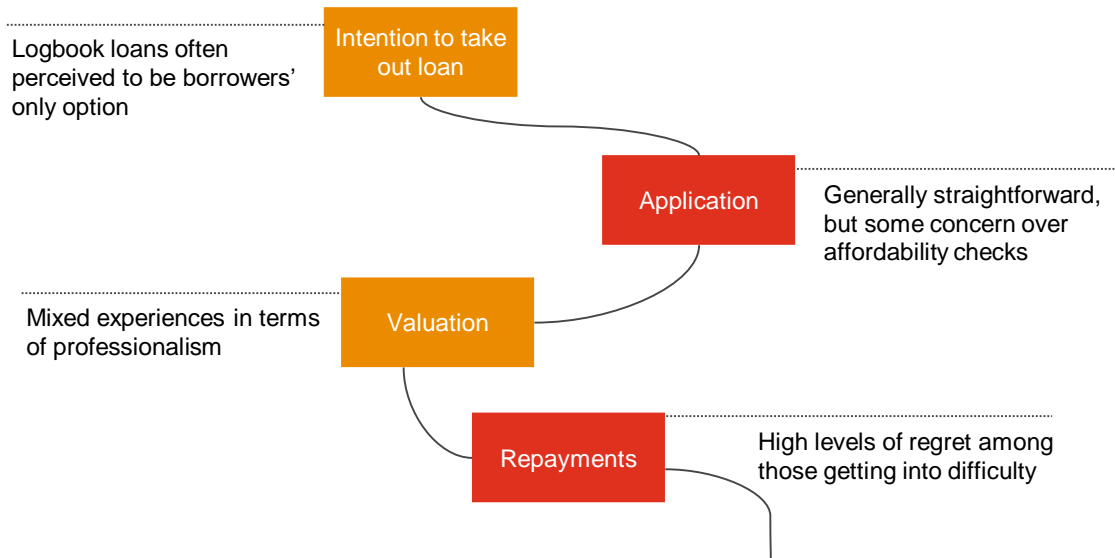 Intention to take
out loan
Logbook loans often
perceived to be borrowers’
only option
Application
Generally straightforward,
but some concern over
affordability checks
Valuation
Mixed experiences in terms
of professionalism
Repayments
High levels of regret among
those getting into difficulty